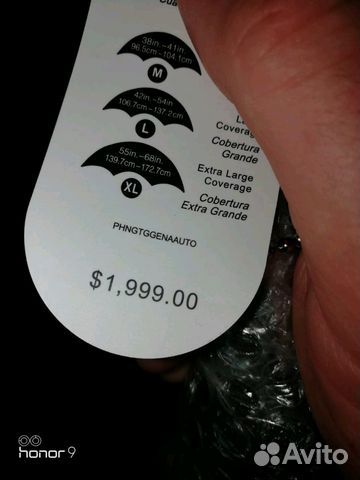 38in.–41in.
96.5cm–104.1cm
M
42in.–54in
106.7cm–137.2cm
L
Coverage
Cobertura
Grande
55in.–68in.
139.7cm–172.7cm
XL
Extra Large
Coverage
Cobertura
Extra Grande
PHNGTGGENAAUTO
$1,999.00
honor 9
Avito